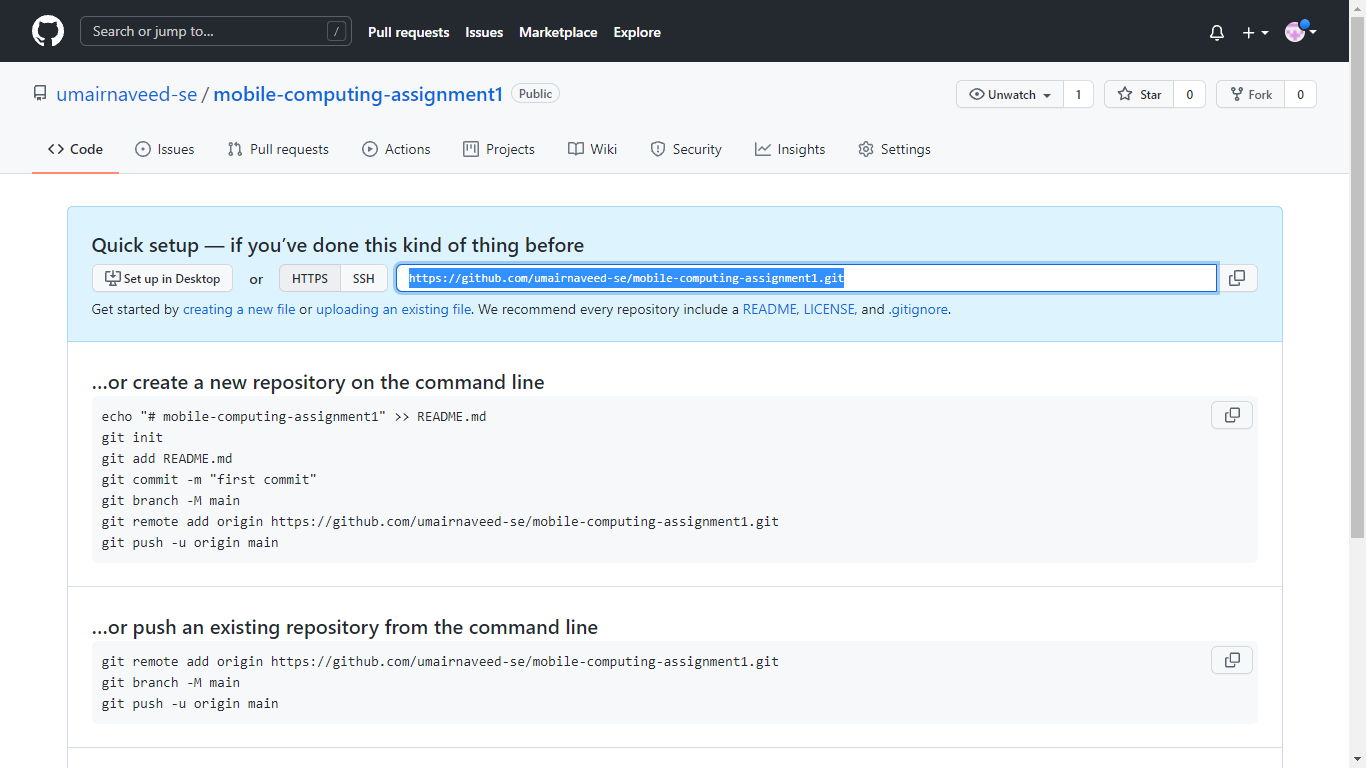 Search or jump to... /
Pull requests Issues Marketplace Explore
umairnaveed-se / mobile-computing-assignment1 Public
Unwatch 1 Star 0 Fork 0
Code Issues Pull requests Actions Projects Wiki Security Insights Settings
Quick setup — if you’ve done this kind of thing before
Set up in Desktop or HTTPS SSH https://github.com/umairnaveed-se/mobile-computing-assignment1.git
Get started by creating a new file or uploading an existing file. We recommend every repository include a README, LICENSE, and .gitignore.
…or create a new repository on the command line
echo "# mobile-computing-assignment1" >> README.md
git init
git add README.md
git commit -m "first commit"
git branch -M main
git remote add origin https://github.com/umairnaveed-se/mobile-computing-assignment1.git
git push -u origin main
…or push an existing repository from the command line
git remote add origin https://github.com/umairnaveed-se/mobile-computing-assignment1.git
git branch -M main
git push -u origin main